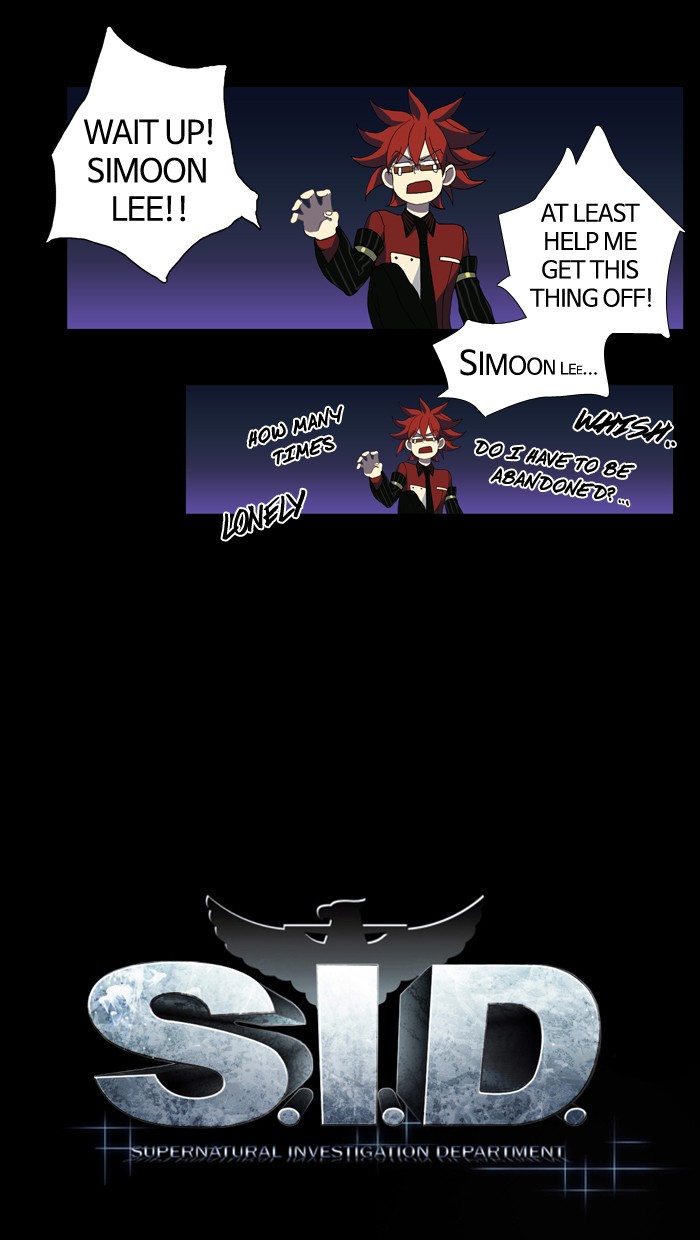 WAIT UP!
SIMOON
LEE!!
AT LEAST
HELP ME
GET THIS
THING OFF!
SIMOON LEE...
HOW MANY
TIMES
WHISH..
DO I HAVE TO BE
ABANDONED?...
LONELY
S.I.D.
SUPERNATURAL INVESTIGATION DEPARTMENT